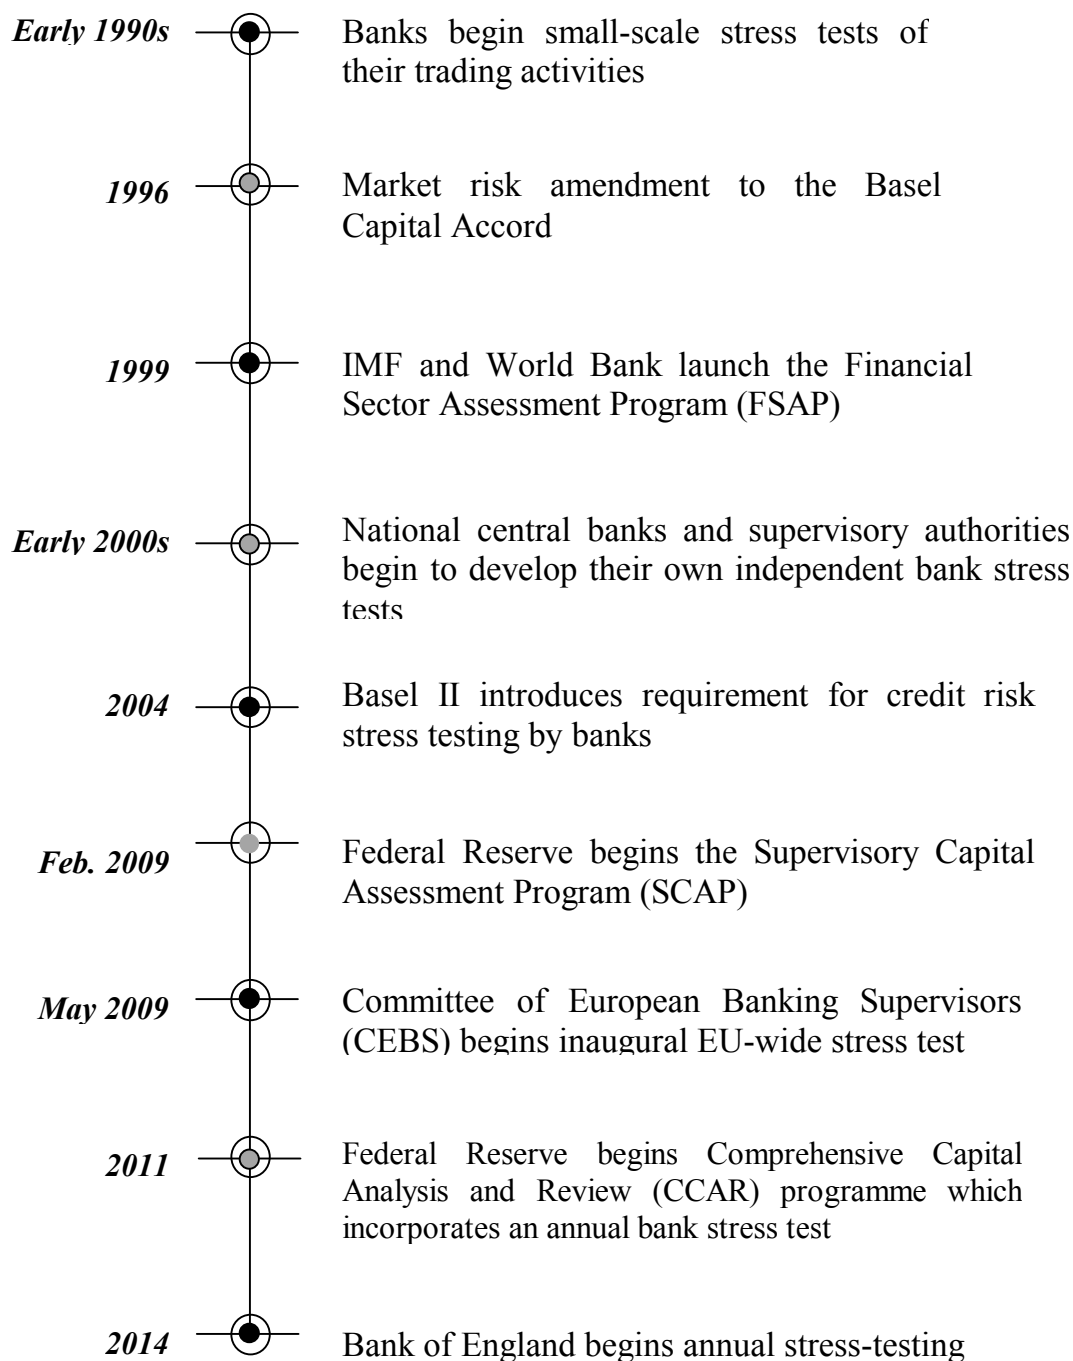 Early 1990s
Banks begin small-scale stress tests of
their trading activities
1996
Market risk amendment to the Basel
Capital Accord
1999
IMF and World Bank launch the Financial
Sector Assessment Program (FSAP)
Early 2000s
National central banks and supervisory authorities
begin to develop their own independent bank stress
tests
2004
Basel II introduces requirement for credit risk
stress testing by banks
Feb. 2009
Federal Reserve begins the Supervisory Capital
Assessment Program (SCAP)
May 2009
Committee of European Banking Supervisors
(CEBS) begins inaugural EU-wide stress test
2011
Federal Reserve begins Comprehensive Capital
Analysis and Review (CCAR) programme which
incorporates an annual bank stress test
2014
Bank of England begins annual stress-testing